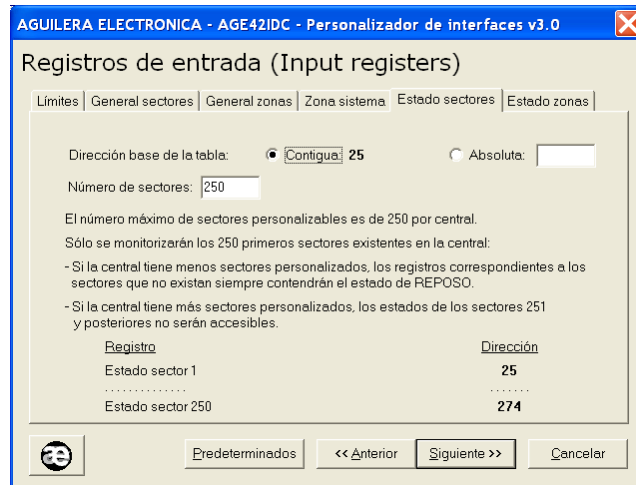 AGUILERA ELECTRONICA - AGE42IDC - Personalizador de interfaces v3.0
Registros de entrada (Input registers)
Límites General sectores General zonas Zona sistema Estado sectores Estado zonas
Dirección base de la tabla: Contigua: 25 Absoluta:
Número de sectores: 250
El número máximo de sectores personalizables es de 250 por central.
Sólo se monitorizarán los 250 primeros sectores existentes en la central:
- Si la central tiene menos sectores personalizados, los registros correspondientes a los
sectores que no existan siempre contendrán el estado de REPOSO.
- Si la central tiene más sectores personalizados, los estados de los sectores 251
y posteriores no serán accesibles.
Registro Dirección
Estado sector 1 25
. . . . . . . . . . . . . . . . . . . . .
Estado sector 250 274
æ Predeterminados << Anterior Siguiente >> Cancelar